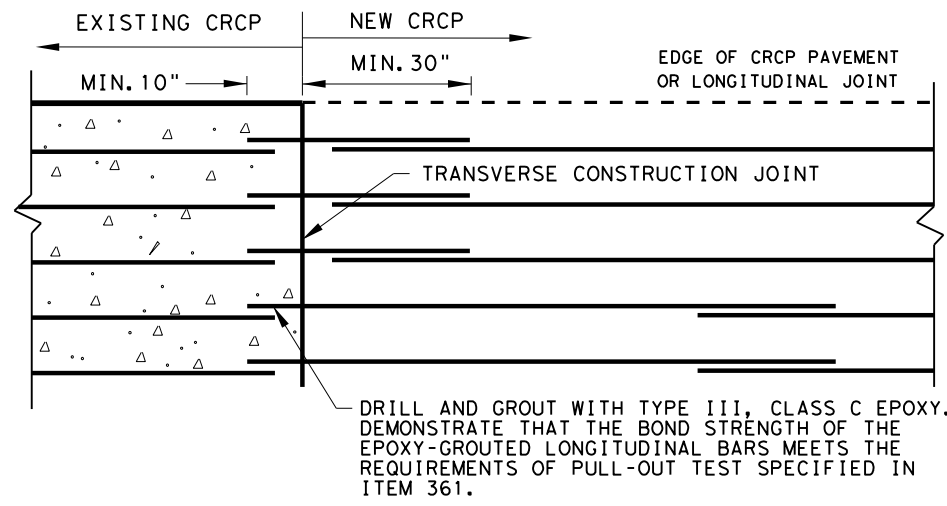 EXISTING CRCP
NEW CRCP
MIN. 10"
MIN. 30"
EDGE OF CRCP PAVEMENT
OR LONGITUDINAL JOINT
TRANSVERSE CONSTRUCTION JOINT
DRILL AND GROUT WITH TYPE III, CLASS C EPOXY.
DEMONSTRATE THAT THE BOND STRENGTH OF THE
EPOXY-GROUTED LONGITUDINAL BARS MEETS THE
REQUIREMENTS OF PULL-OUT TEST SPECIFIED IN
ITEM 361.